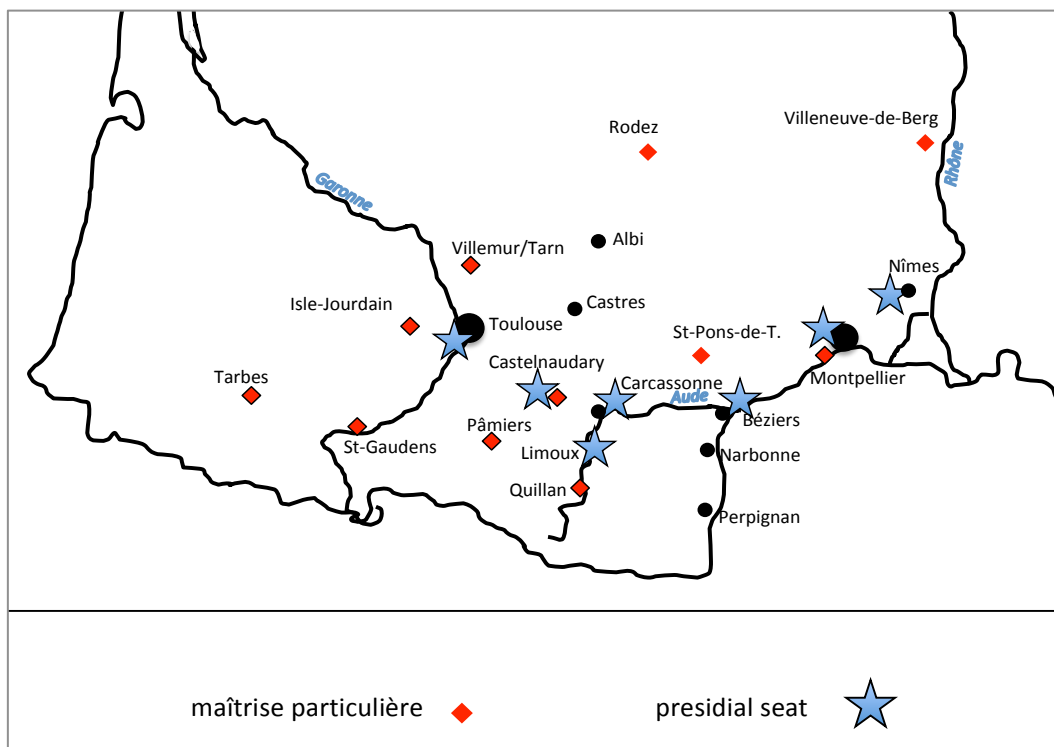 Villeneuve-de-Berg
Rodez
Rhône
Garonne
Albi
Villemur/Tarn
Nîmes
Isle-Jourdain
Castres
Toulouse
St-Pons-de-T.
Castelnaudary
Tarbes
Carcassonne
Montpellier
Aude
Pâmiers
Béziers
St-Gaudens
Limoux
Narbonne
Quillan
Perpignan
maîtrise particulière
presidial seat